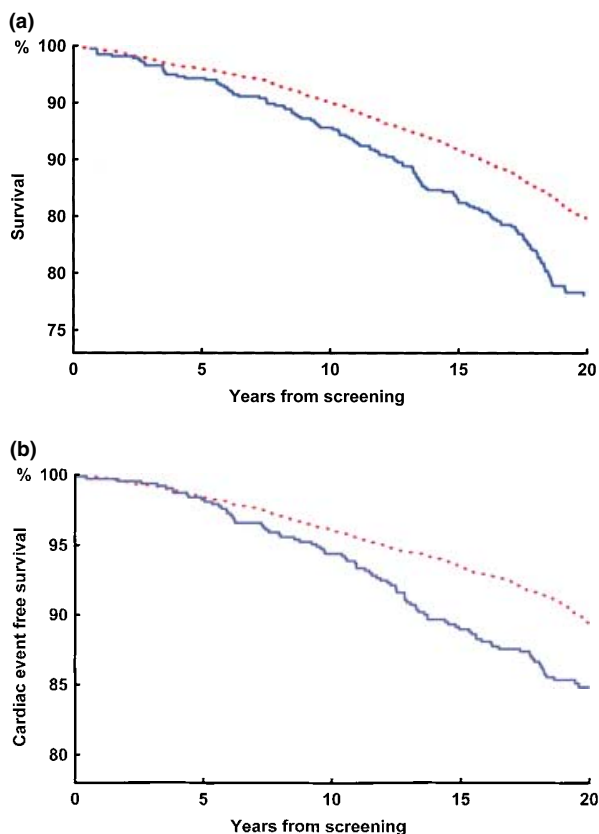 (a)
% 100
90
90
80
80
75
Survival
0 5 10 15 20
Years from screening
(b)
% 100
95
90
85
80
Cardiac event free survival
0 5 10 15 20
Years from screening